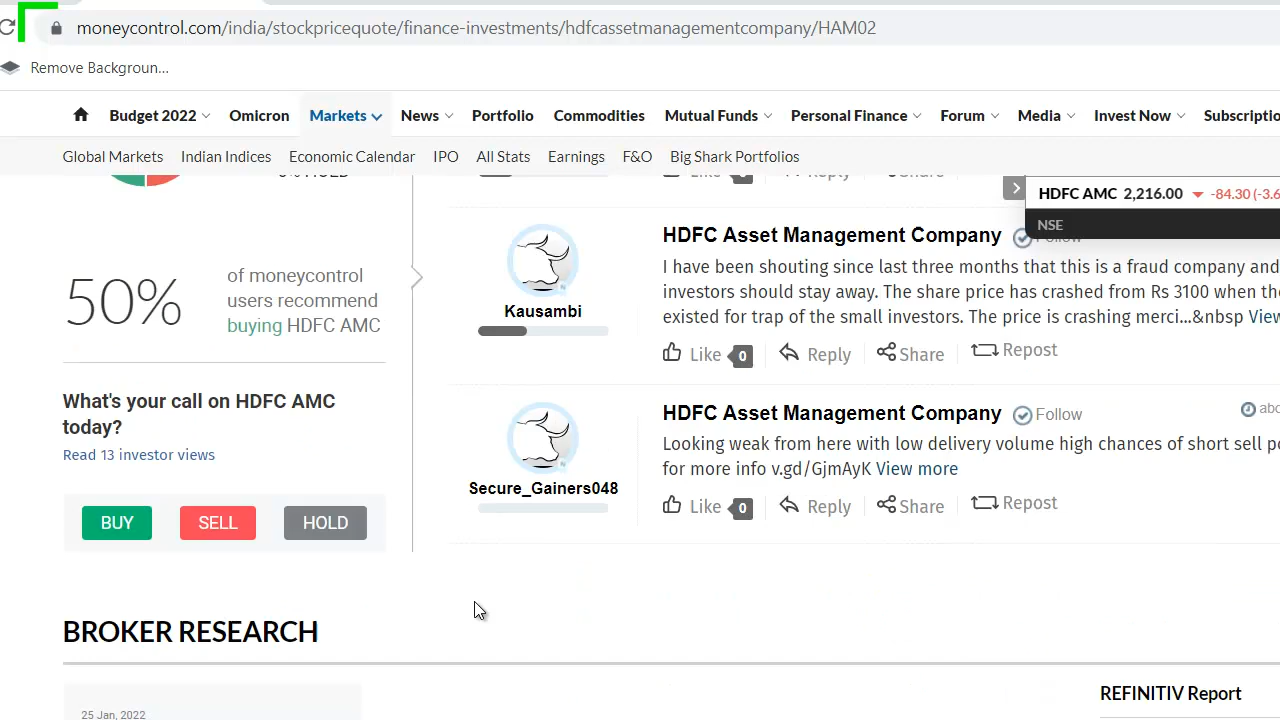 moneycontrol.com/india/stockpricequote/finance-investments/hdfcassetmanagementcompany/HAM02
Remove Backgroun...
Budget 2022 Omicron Markets News Portfolio Commodities Mutual Funds Personal Finance Forum Media Invest Now Subscriptio
Global Markets Indian Indices Economic Calendar IPO All Stats Earnings F&O Big Shark Portfolios
HDFC AMC 2,216.00 -84.30 (-3.6
NSE
50% of moneycontrol
users recommend
buying HDFC AMC
What's your call on HDFC AMC
today?
Read 13 investor views
BUY SELL HOLD
Kausambi
HDFC Asset Management Company Follow
I have been shouting since last three months that this is a fraud company and
investors should stay away. The share price has crashed from Rs 3100 when the
existed for trap of the small investors. The price is crashing merci...&nbsp View
Like 0 Reply Share Repost
Secure_Gainers048
HDFC Asset Management Company Follow
Looking weak from here with low delivery volume high chances of short sell po
for more info v.gd/GjmAyK View more
Like 0 Reply Share Repost
BROKER RESEARCH
25 Jan, 2022
REFINITIV Report